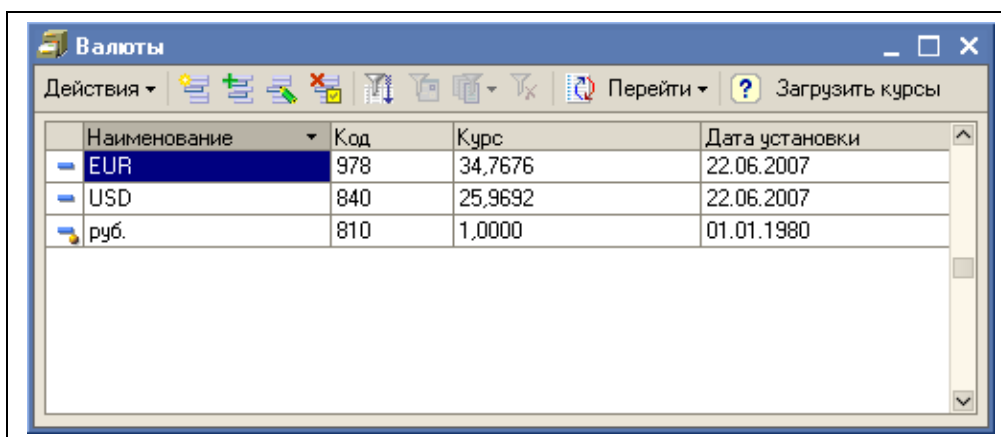 Валюты
Действия Перейти ? Загрузить курсы
Наименование Код Курс Дата установки
EUR 978 34,7676 22.06.2007
USD 840 25,9692 22.06.2007
руб. 810 1,0000 01.01.1980